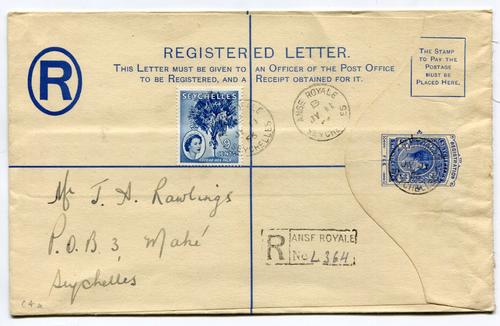 REGISTERED LETTER.
THIS LETTER MUST BE GIVEN TO AN OFFICER OF THE POST OFFICE
TO BE REGISTERED, AND A RECEIPT OBTAINED FOR IT.
THE STAMP
TO PAY THE
POSTAGE
MUST BE
PLACED HERE.
R
SEYCHELLES
ANSE ROYALE
B
SEYCHELLES
REGISTRATION
Mr J. A. Rawlings
P.O.B. 3 Mahé
Seychelles
R
ANSE ROYALE
No. L 364